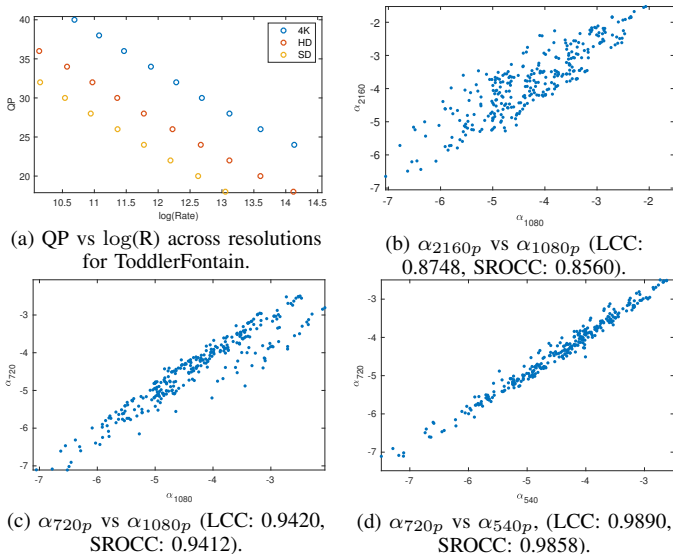 40
35
30
25
20
QP
10.5 11 11.5 12 12.5 13 13.5 14 14.5
log(Rate)
4K
HD
SD
(a) QP vs log(R) across resolutions
for ToddlerFontain.
-2
-3
-4
-5
-6
-7
α2160
-7 -6 -5 -4 -3 -2
α1080
(b) α2160p vs α1080p (LCC:
0.8748, SROCC: 0.8560).
-3
-4
-5
-6
-7
α720
-7 -6 -5 -4 -3
α1080
(c) α720p vs α1080p (LCC: 0.9420,
SROCC: 0.9412).
-3
-4
-5
-6
-7
α720
-7 -6 -5 -4 -3
α540
(d) α720p vs α540p, (LCC: 0.9890,
SROCC: 0.9858).